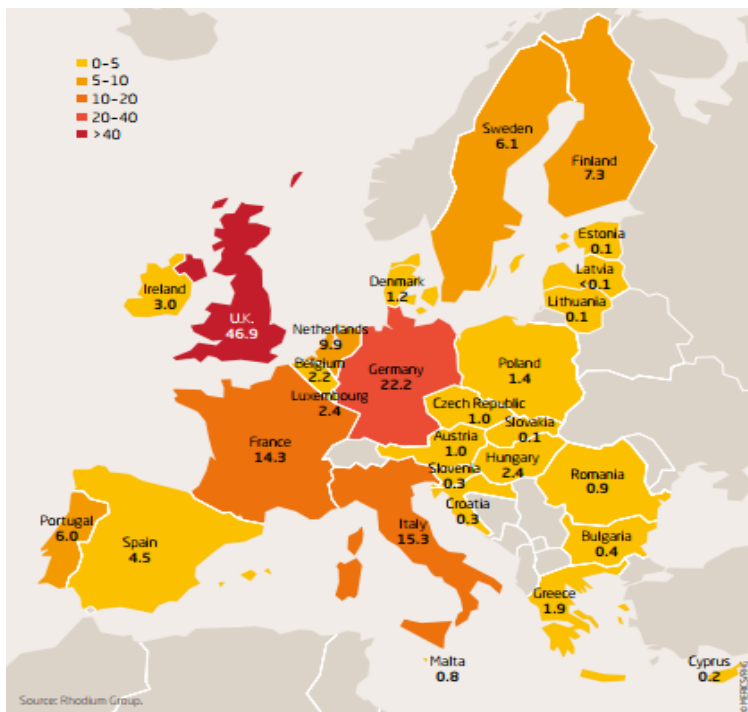 0–5
5–10
10–20
20–40
>40
Sweden
6.1
Finland
7.3
Estonia
0.1
Latvia
<0.1
Lithuania
0.1
Denmark
1.2
Ireland
3.0
U.K.
46.9
Netherlands
9.9
Belgium
2.2
Luxembourg
2.4
Germany
22.2
Poland
1.4
Czech Republic
1.0
Slovakia
0.1
Austria
1.0
Hungary
2.4
Slovenia
0.3
Croatia
0.3
Romania
0.9
Bulgaria
0.4
France
14.3
Italy
15.3
Portugal
6.0
Spain
4.5
Greece
1.9
Malta
0.8
Cyprus
0.2
Source: Rhodium Group.
© MERICS/RHG